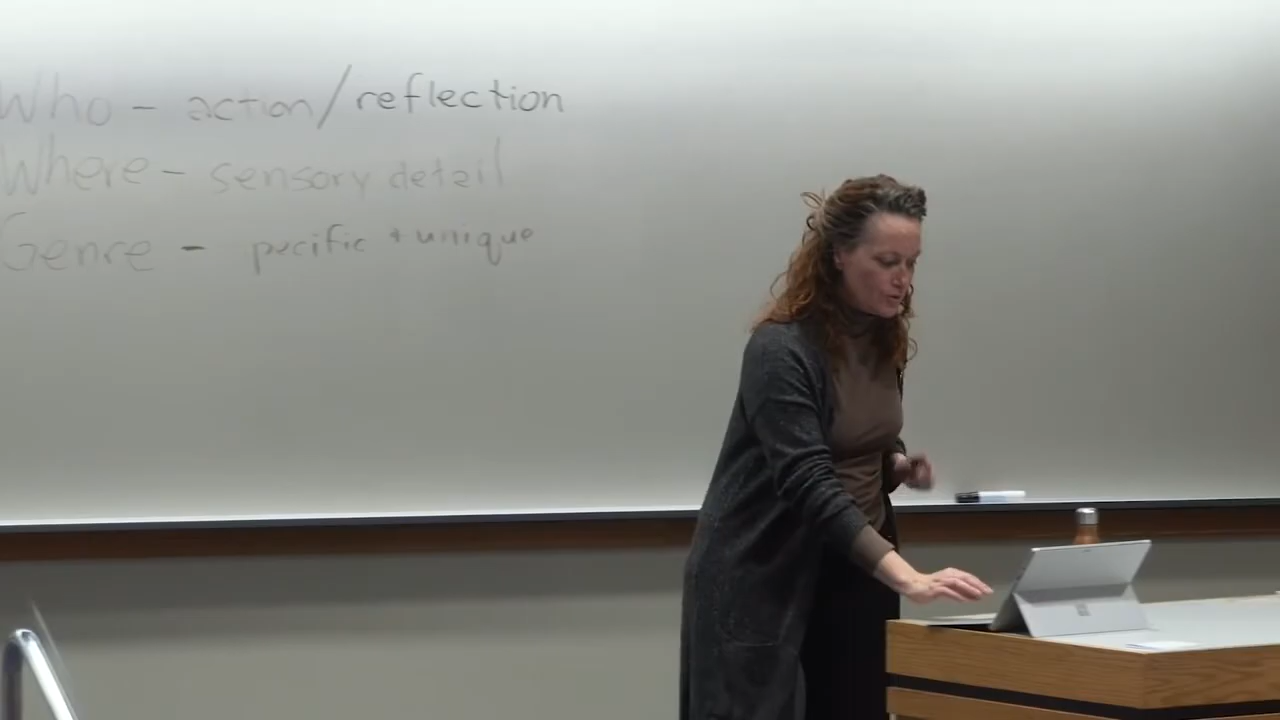 Who - action/reflection
Where - sensory detail
Genre - pecific + unique